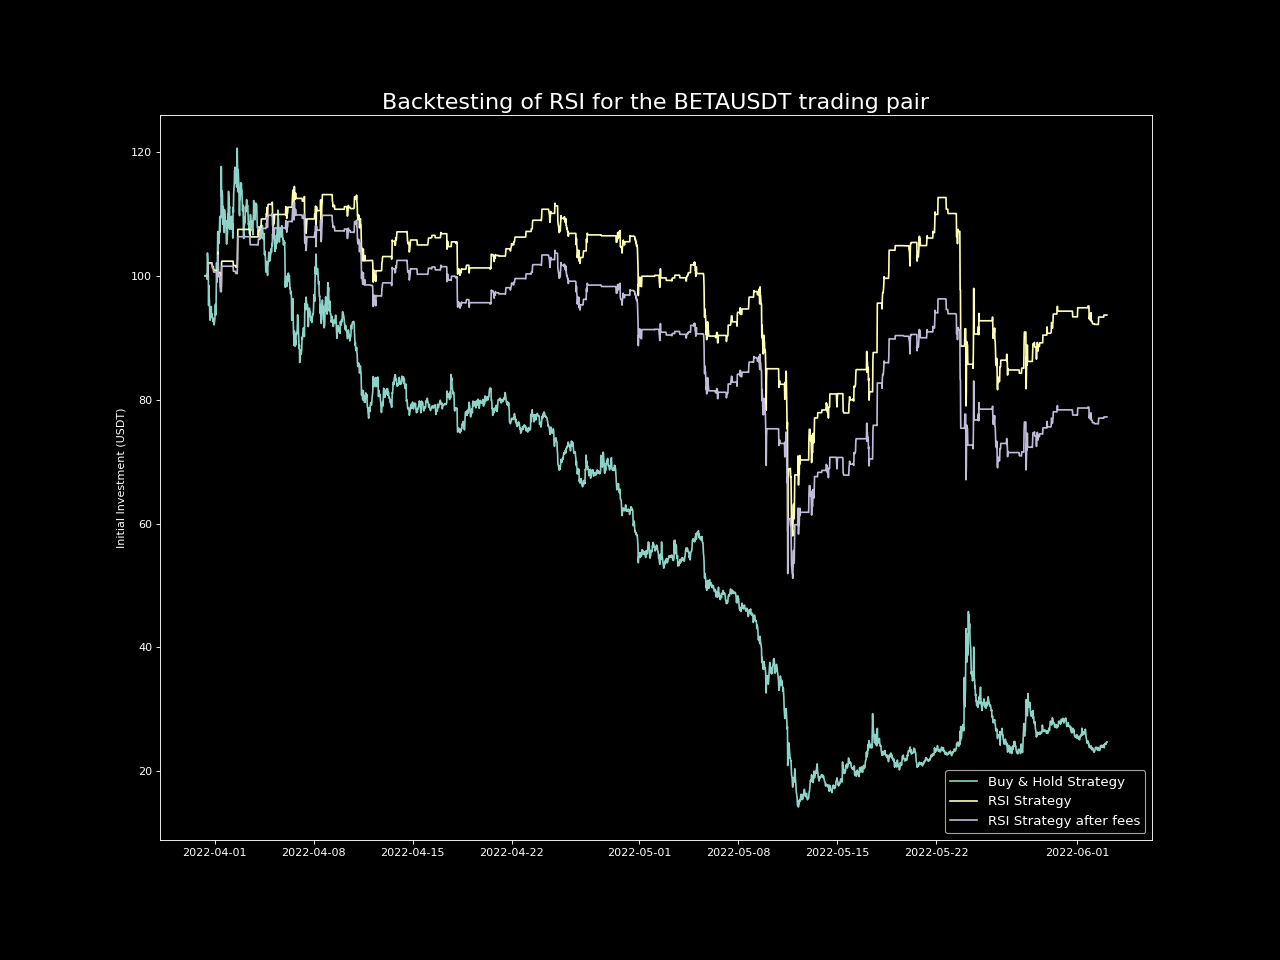 Backtesting of RSI for the BETAUSDT trading pair
Initial Investment (USDT)
120
100
80
60
40
20
2022-04-01 2022-04-08 2022-04-15 2022-04-22 2022-05-01 2022-05-08 2022-05-15 2022-05-22 2022-06-01
Buy & Hold Strategy
RSI Strategy
RSI Strategy after fees